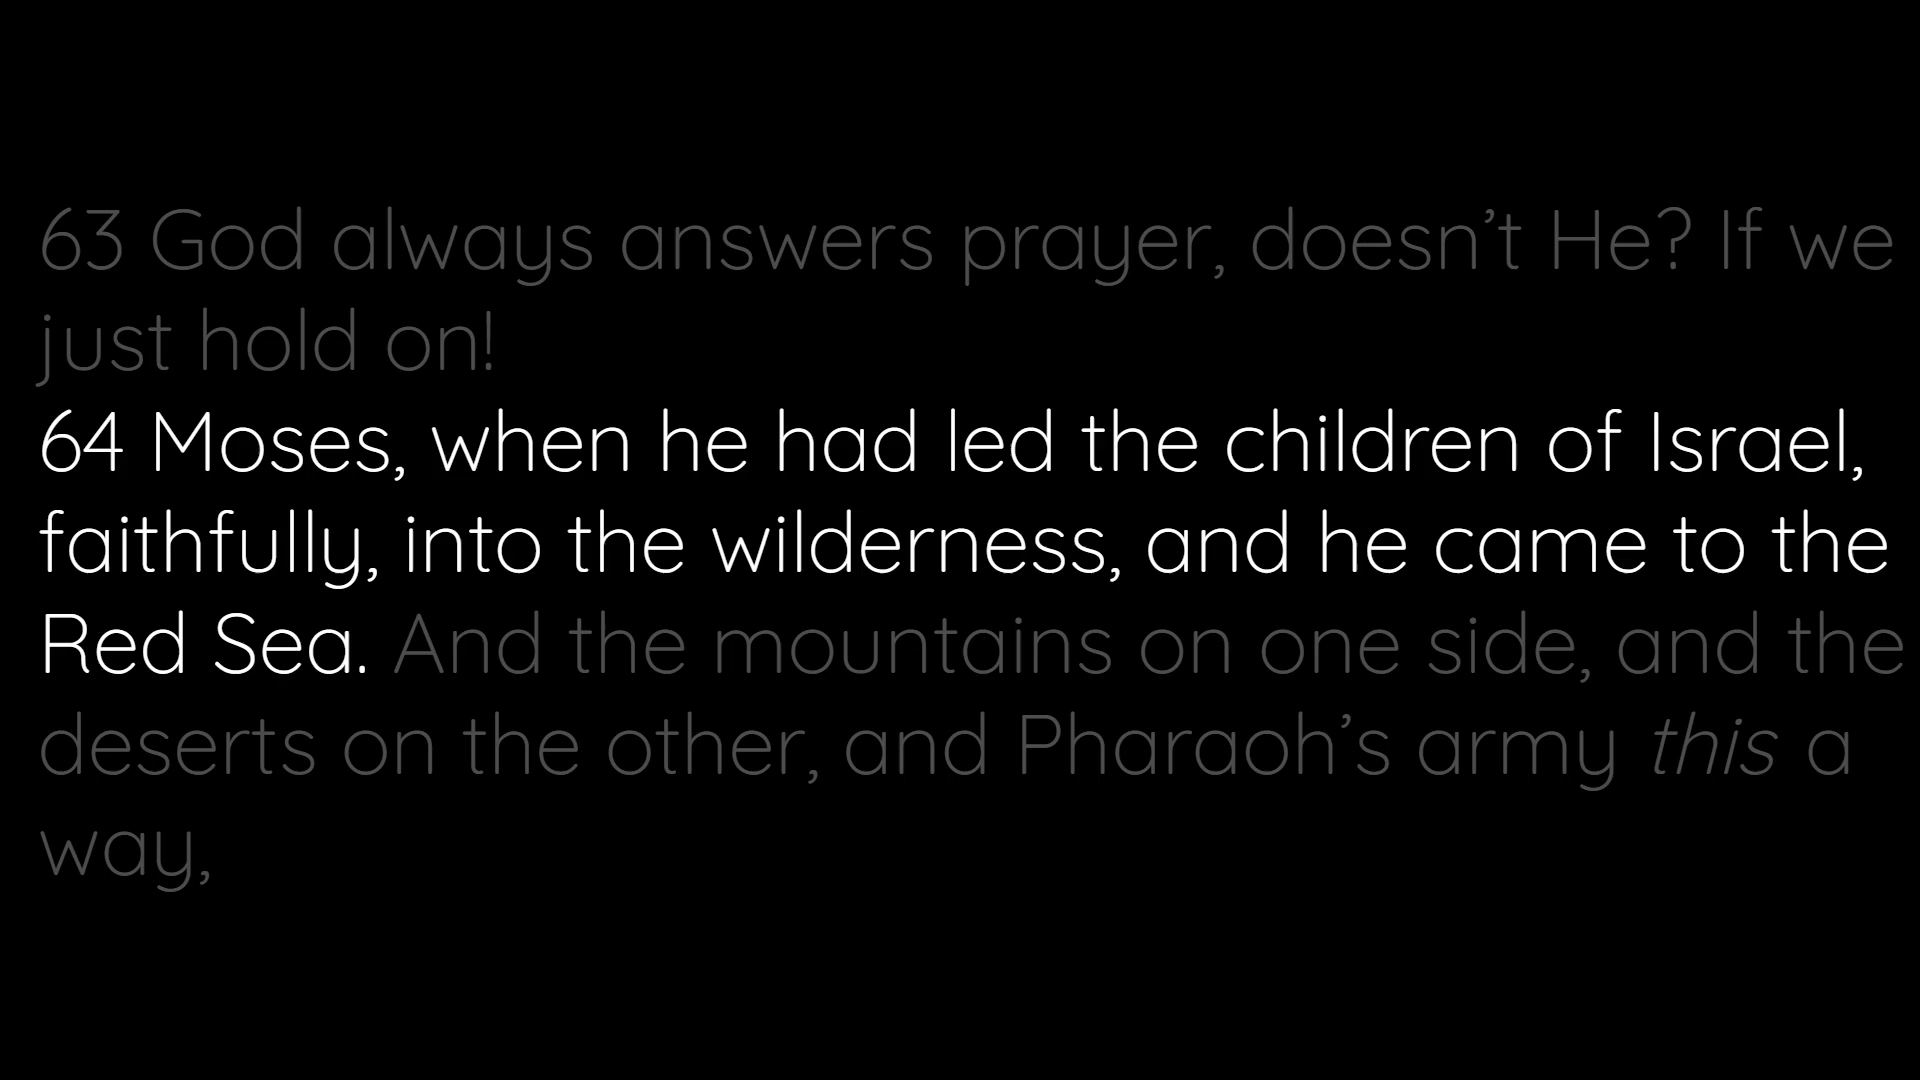 63 God always answers prayer, doesn’t He? If we
just hold on!
64 Moses, when he had led the children of Israel,
faithfully, into the wilderness, and he came to the
Red Sea. And the mountains on one side, and the
deserts on the other, and Pharaoh’s army this a
way,